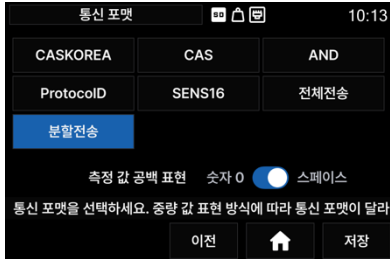 통신 포맷 SD 10:13
CASKOREA CAS AND
ProtocolD SENS16 전체전송
분할전송
측정 값 공백 표현 숫자 0 스페이스
통신 포맷을 선택하세요. 중량 값 표현 방식에 따라 통신 포맷이 달라
이전 저장